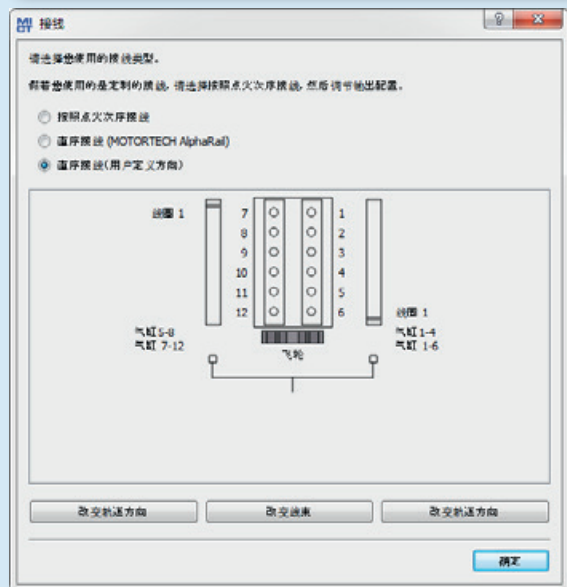 MICT 接线
请选择您使用的接线类型。
假若您使用的是定制的接线, 请选择按照点火次序接线, 然后调节输出配置。
按照点火次序接线
直序接线 (MOTORTECH AlphaRail)
直序接线(用户定义方向)
线圈 1
7 1
8 2
9 3
10 4
11 5
12 6
线圈 1
气缸5-8
气缸 7-12
气缸1-4
气缸 1-6
飞轮
改变轨道方向
改变线束
改变轨道方向
确定